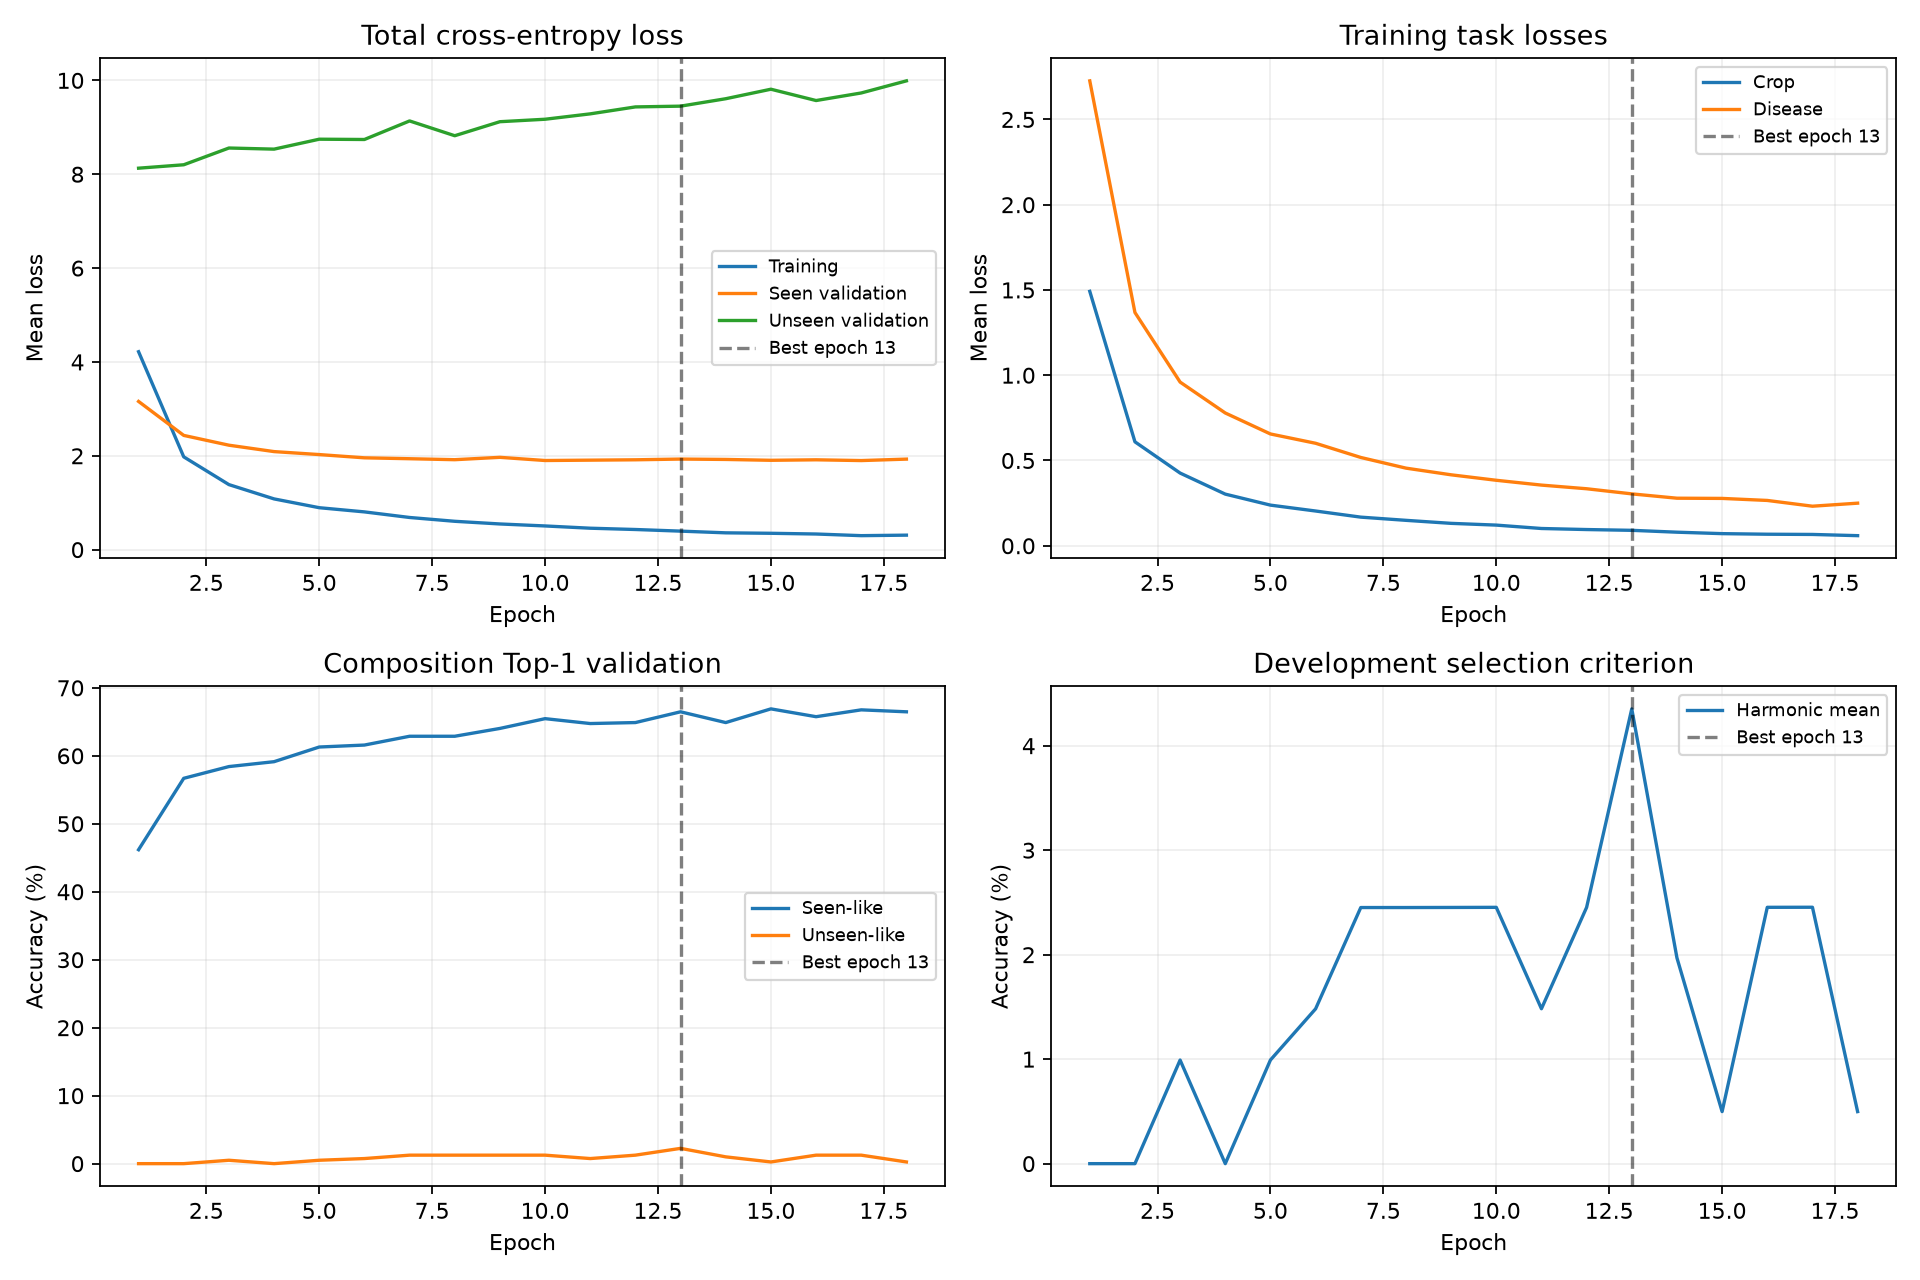 Total cross-entropy loss
Mean loss
10
8
6
4
2
0
Training
Seen validation
Unseen validation
Best epoch 13
2.5 5.0 7.5 10.0 12.5 15.0 17.5
Epoch
Training task losses
Mean loss
2.5
2.0
1.5
1.0
0.5
0.0
Crop
Disease
Best epoch 13
2.5 5.0 7.5 10.0 12.5 15.0 17.5
Epoch
Composition Top-1 validation
Accuracy (%)
70
60
50
40
30
20
10
0
Seen-like
Unseen-like
Best epoch 13
2.5 5.0 7.5 10.0 12.5 15.0 17.5
Epoch
Development selection criterion
Accuracy (%)
4
3
2
1
0
Harmonic mean
Best epoch 13
2.5 5.0 7.5 10.0 12.5 15.0 17.5
Epoch